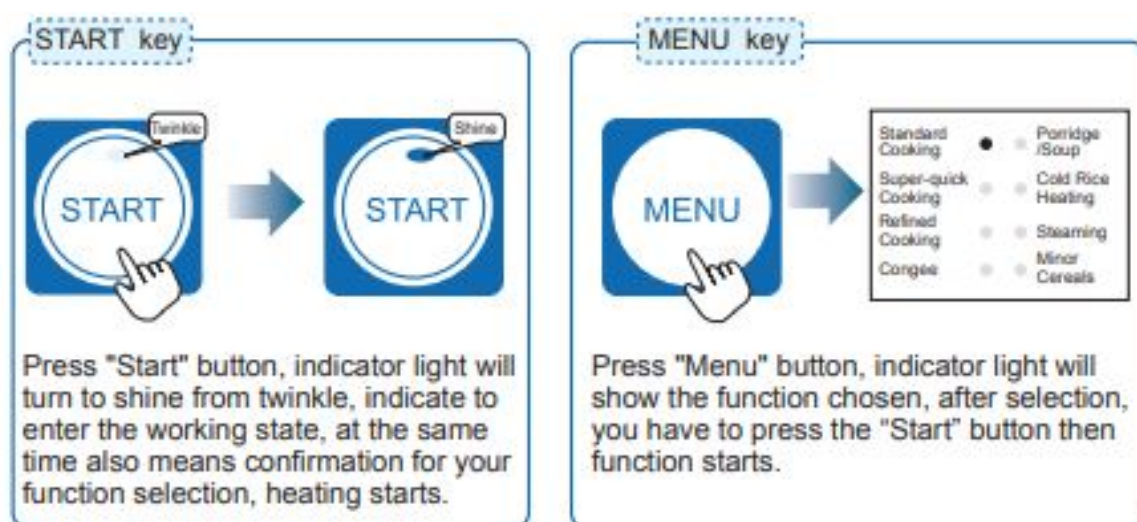 START key
Twinkle
START
Shine
START
Press "Start" button, indicator light will
turn to shine from twinkle, indicate to
enter the working state, at the same
time also means confirmation for your
function selection, heating starts.
MENU key
MENU
Standard
Cooking
Super-quick
Cooking
Refined
Cooking
Congee
Porridge
/Soup
Cold Rice
Heating
Steaming
Minor
Cereals
Press "Menu" button, indicator light will
show the function chosen, after selection,
you have to press the “Start” button then
function starts.